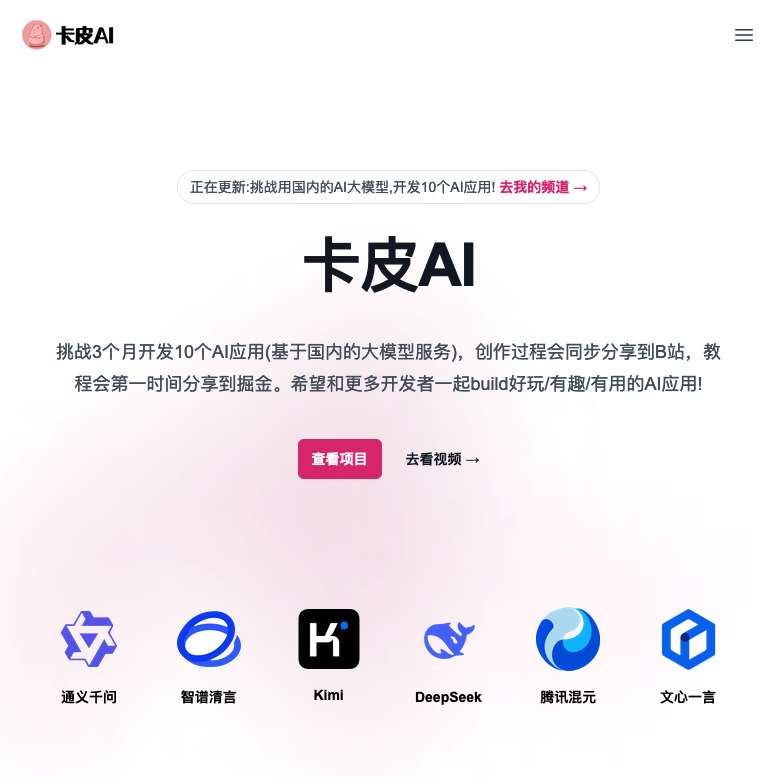 卡皮AI
正在更新:挑战用国内的AI大模型,开发10个AI应用! 去我的频道 →
卡皮AI
挑战3个月开发10个AI应用(基于国内的大模型服务)，创作过程会同步分享到B站，教
程会第一时间分享到掘金。希望和更多开发者一起build好玩/有趣/有用的AI应用!
查看项目 去看视频 →
通义千问 智谱清言 Kimi DeepSeek 腾讯混元 文心一言